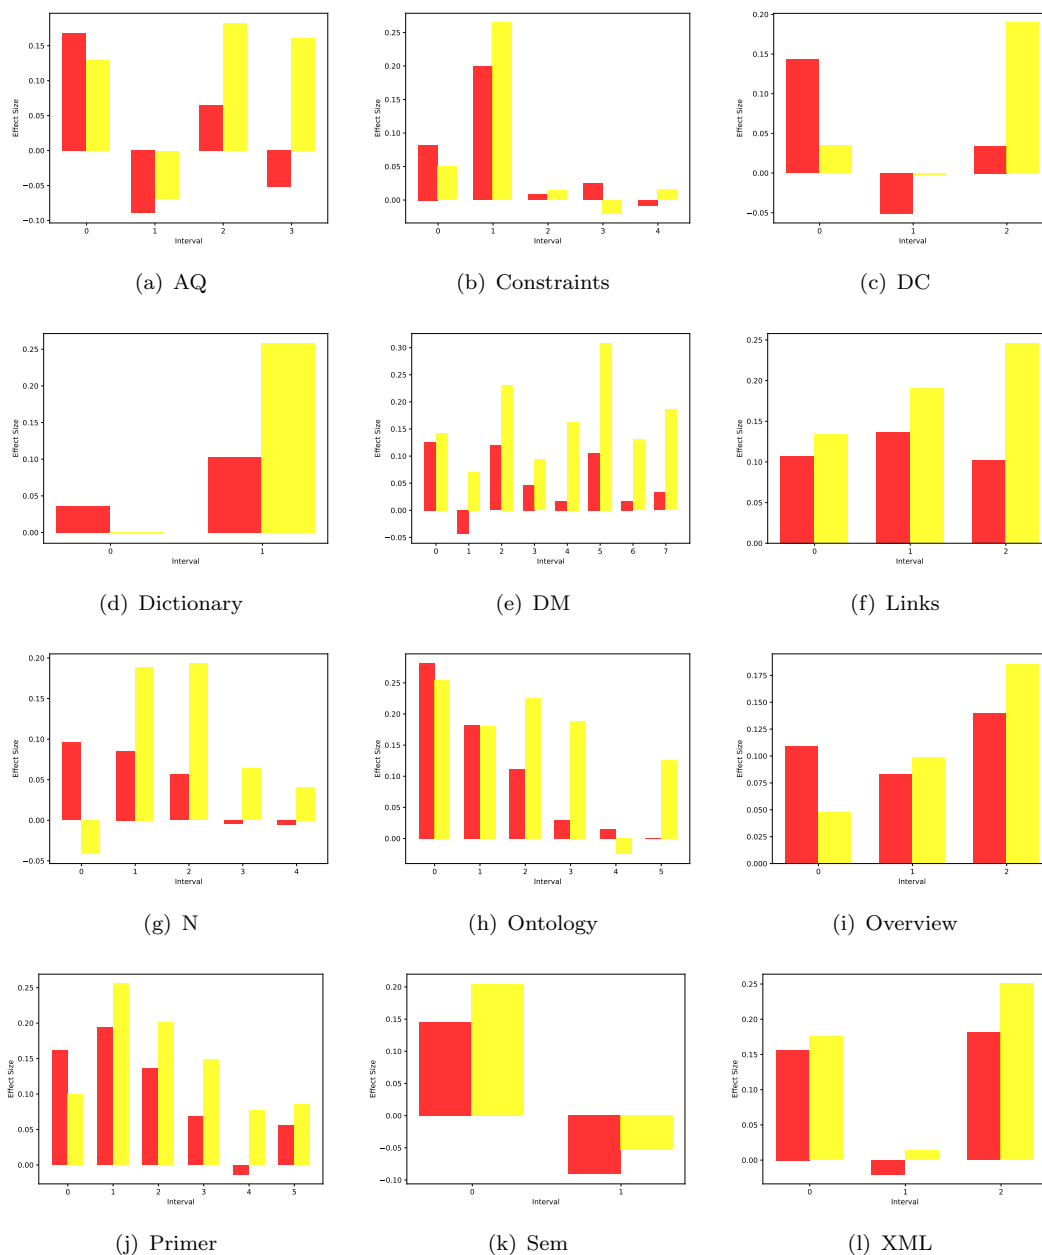 0.15
0.10
0.05
0.00
−0.05
−0.10
Effect Size
0 1 2 3
Interval
(a) AQ
0.25
0.20
0.15
0.10
0.05
0.00
Effect Size
0 1 2 3 4
Interval
(b) Constraints
0.20
0.15
0.10
0.05
0.00
−0.05
Effect Size
0 1 2
Interval
(c) DC
0.25
0.20
0.15
0.10
0.05
0.00
Effect Size
0 1
Interval
(d) Dictionary
0.30
0.25
0.20
0.15
0.10
0.05
0.00
−0.05
Effect Size
0 1 2 3 4 5 6 7
Interval
(e) DM
0.25
0.20
0.15
0.10
0.05
0.00
Effect Size
0 1 2
Interval
(f) Links
0.20
0.15
0.10
0.05
0.00
−0.05
Effect Size
0 1 2 3 4
Interval
(g) N
0.25
0.20
0.15
0.10
0.05
0.00
Effect Size
0 1 2 3 4 5
Interval
(h) Ontology
0.175
0.150
0.125
0.100
0.075
0.050
0.025
0.000
Effect Size
0 1 2
Interval
(i) Overview
0.25
0.20
0.15
0.10
0.05
0.00
Effect Size
0 1 2 3 4 5
Interval
(j) Primer
0.20
0.15
0.10
0.05
0.00
−0.05
−0.10
Effect Size
0 1
Interval
(k) Sem
0.25
0.20
0.15
0.10
0.05
0.00
Effect Size
0 1 2
Interval
(l) XML